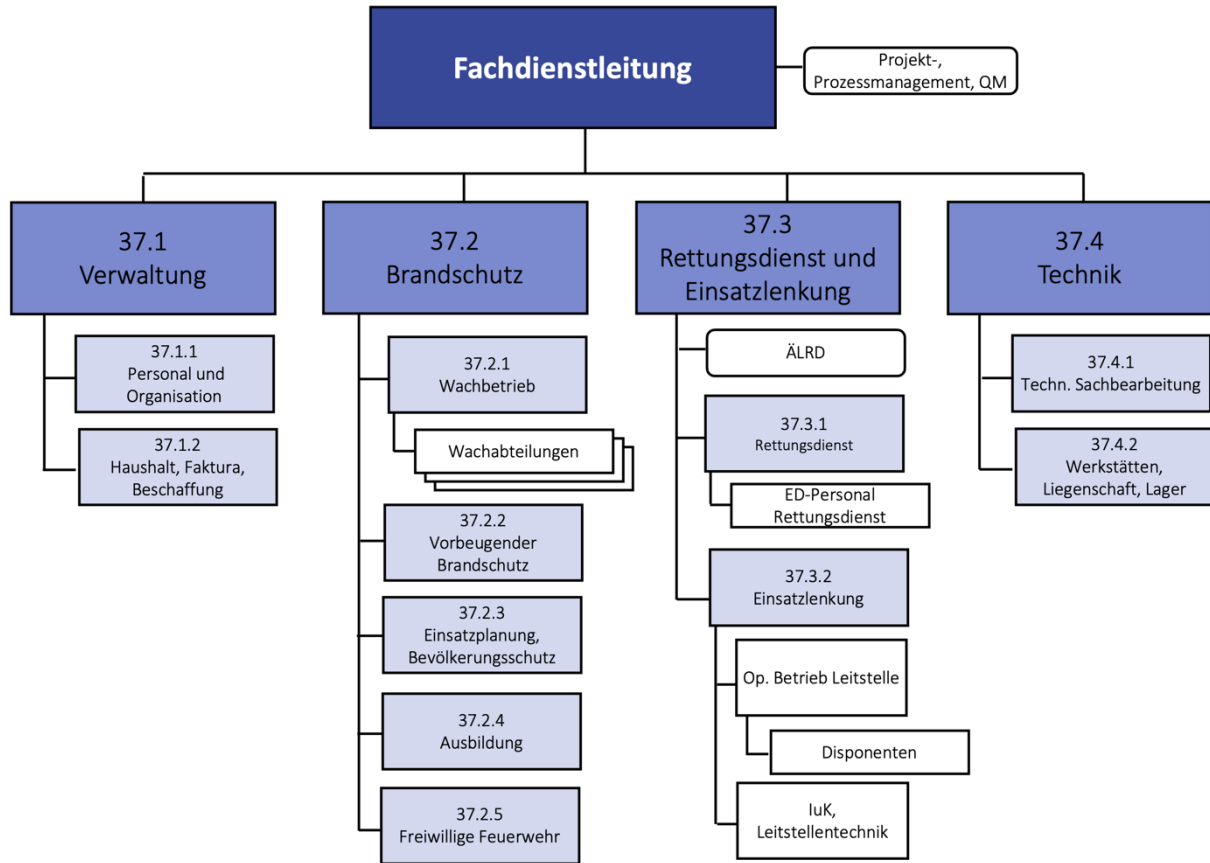 Fachdienstleitung
Projekt-,
Prozessmanagement, QM
37.1
Verwaltung
37.1.1
Personal und
Organisation
37.1.2
Haushalt, Faktura,
Beschaffung
37.2
Brandschutz
37.2.1
Wachbetrieb
Wachabteilungen
37.2.2
Vorbeugender
Brandschutz
37.2.3
Einsatzplanung,
Bevölkerungsschutz
37.2.4
Ausbildung
37.2.5
Freiwillige Feuerwehr
37.3
Rettungsdienst und
Einsatzlenkung
ÄLRD
37.3.1
Rettungsdienst
ED-Personal
Rettungsdienst
37.3.2
Einsatzlenkung
Op. Betrieb Leitstelle
Disponenten
IuK,
Leitstellentechnik
37.4
Technik
37.4.1
Techn. Sachbearbeitung
37.4.2
Werkstätten,
Liegenschaft, Lager